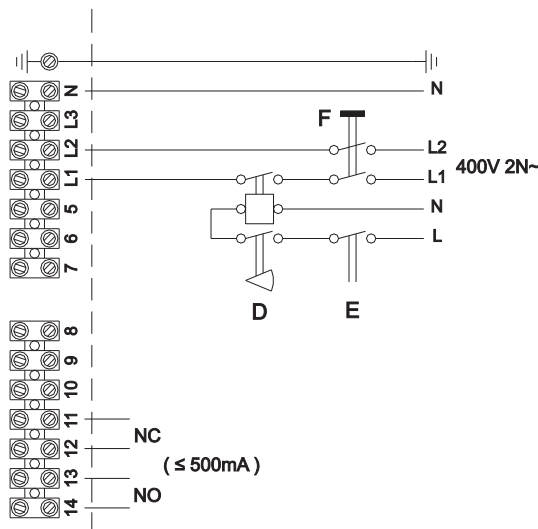 N
N
L3
F
L2
L2
400V 2N~
L1
L1
5
N
6
L
7
D
E
8
9
10
11
NC
12
( ≤ 500mA )
13
NO
14